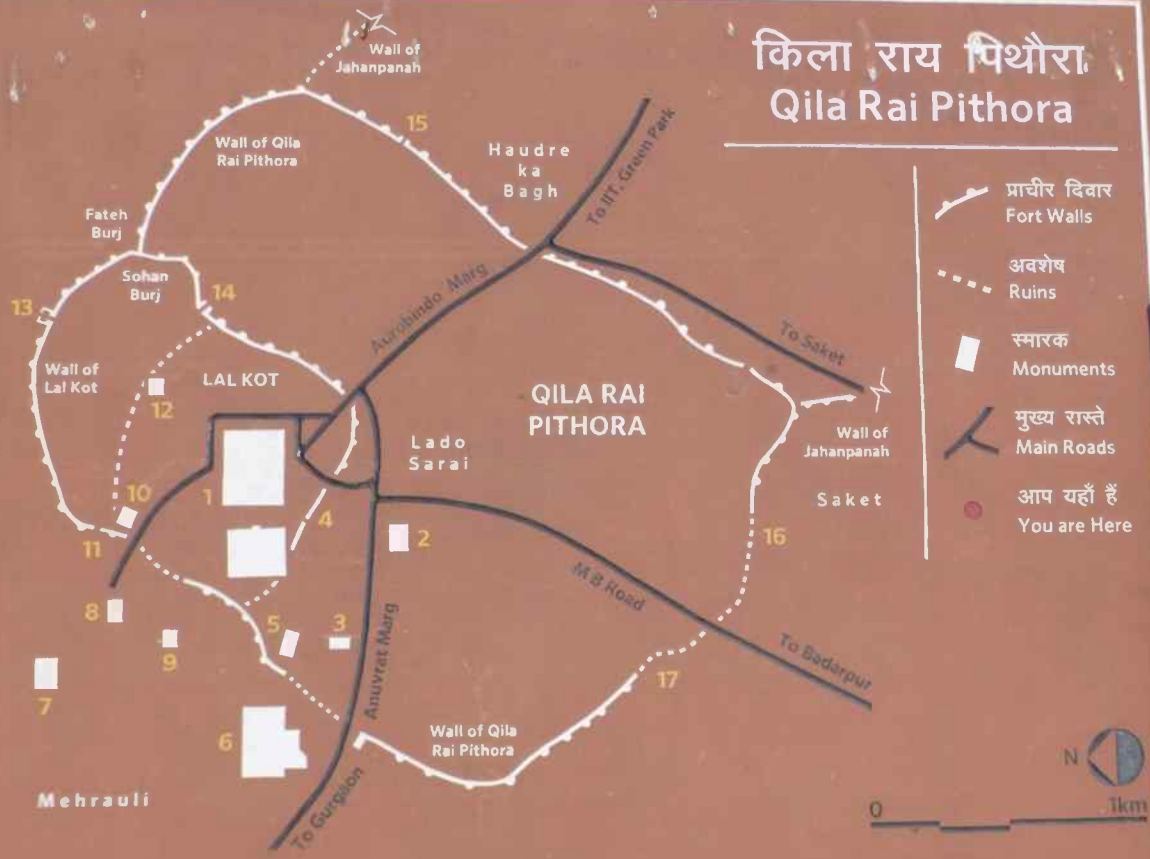 किला राय पिथौरा
Qila Rai Pithora
प्राचीर दिवार
Fort Walls
अवशेष
Ruins
स्मारक
Monuments
मुख्य रास्ते
Main Roads
आप यहाँ हैं
You are Here
Wall of
Jahanpanah
15
Wall of Qila
Rai Pithora
Haudre
ka
Bagh
To IIT, Green Park
Fateh
Burj
Sohan
Burj
13
14
Aurobindo Marg
To Saket
Wall of
Lal Kot
LAL KOT
12
QILA RAI
PITHORA
Lado
Sarai
Wall of
Jahanpanah
Saket
10
1
4
11
2
16
M B Road
8
5
3
9
Anuvrat Marg
To Badarpur
7
17
6
Wall of Qila
Rai Pithora
Mehrauli
To Gurgaon
N
0
1km